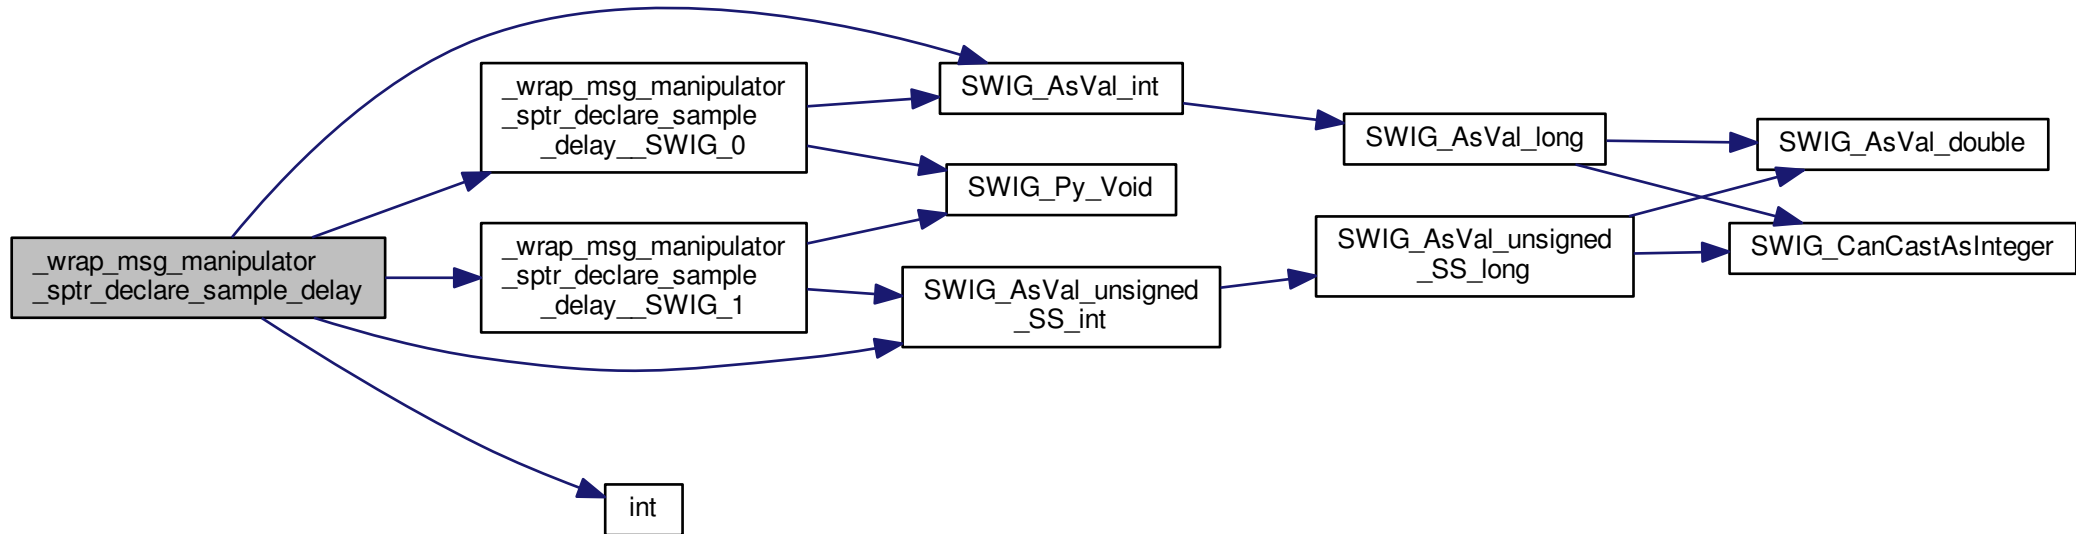 _wrap_msg_manipulator
_sptr_declare_sample_delay
_wrap_msg_manipulator
_sptr_declare_sample
_delay__SWIG_0
_wrap_msg_manipulator
_sptr_declare_sample
_delay__SWIG_1
int
SWIG_AsVal_int
SWIG_Py_Void
SWIG_AsVal_unsigned
_SS_int
SWIG_AsVal_long
SWIG_AsVal_unsigned
_SS_long
SWIG_AsVal_double
SWIG_CanCastAsInteger